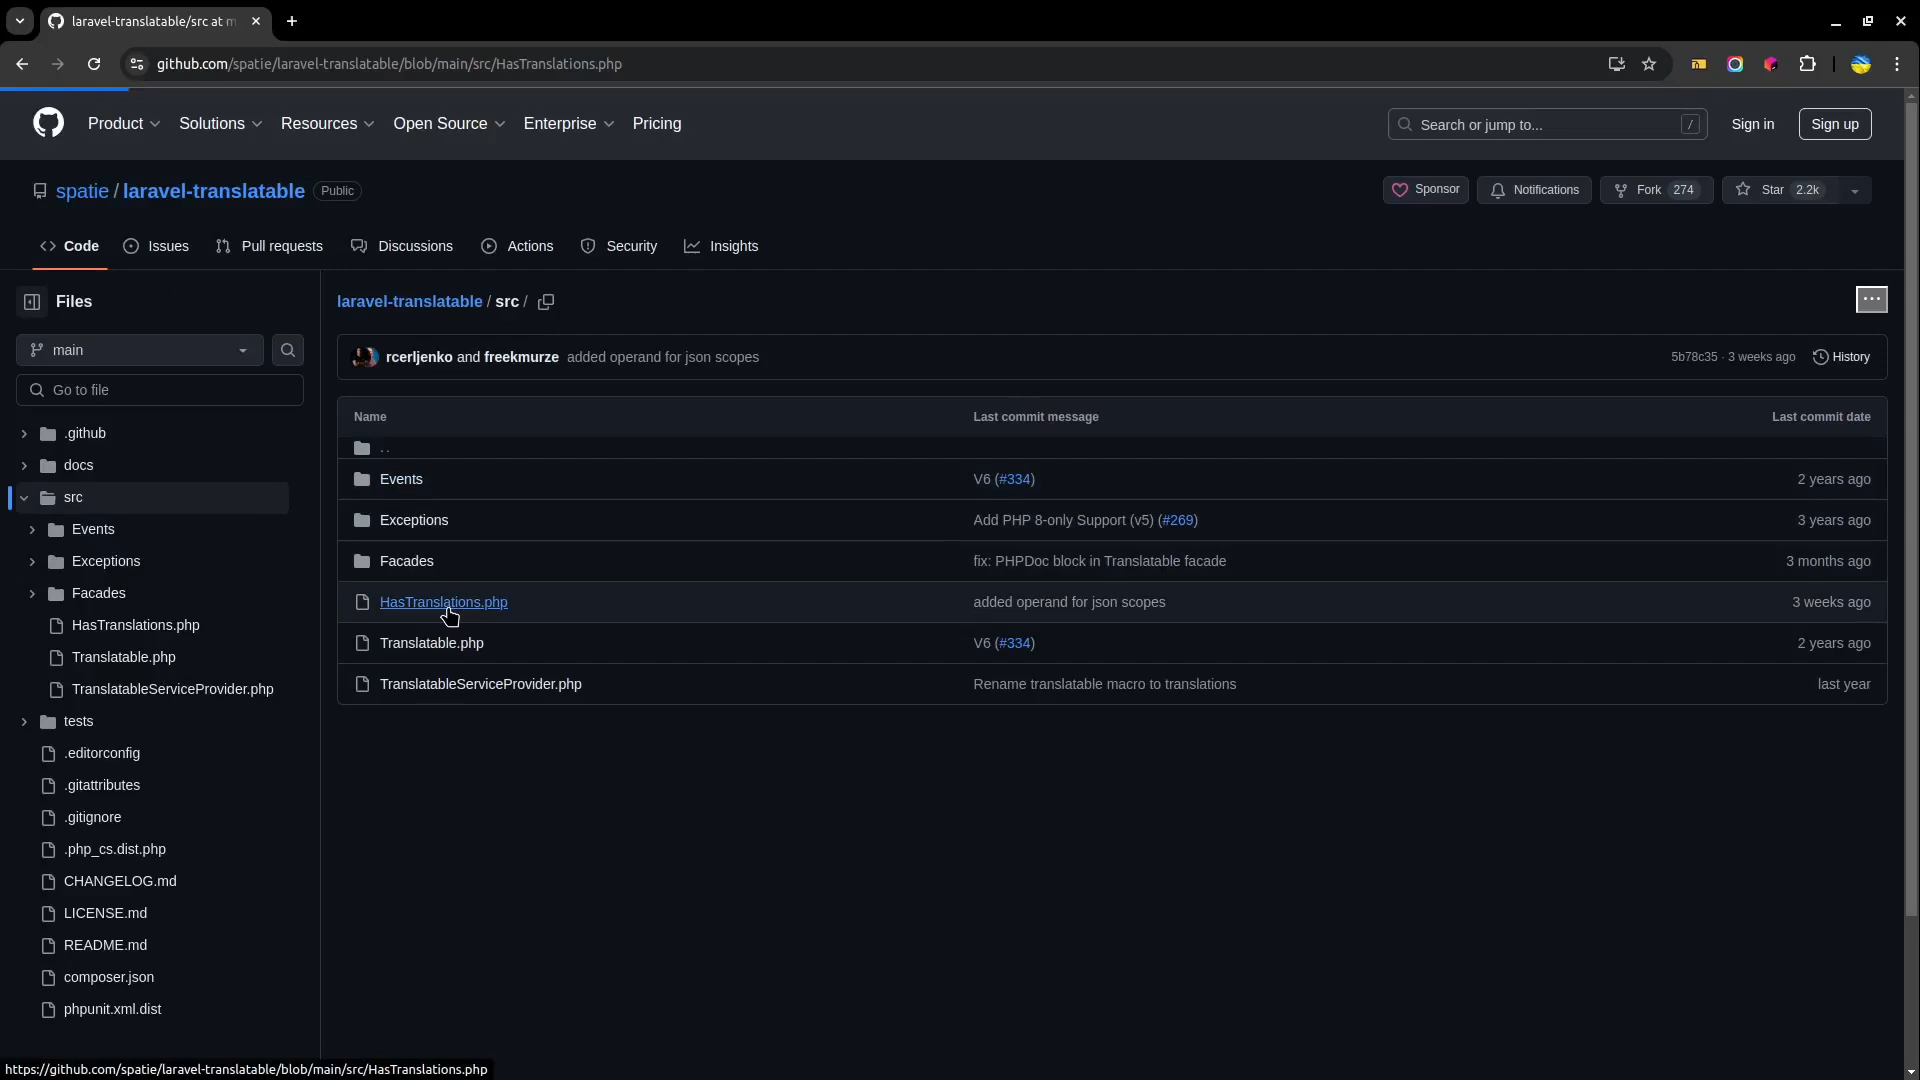 laravel-translatable/src at m
github.com/spatie/laravel-translatable/blob/main/src/HasTranslations.php
Product Solutions Resources Open Source Enterprise Pricing
Search or jump to... /
Sign in
Sign up
spatie / laravel-translatable Public
Sponsor Notifications Fork 274 Star 2.2k
Code Issues Pull requests Discussions Actions Security Insights
Files
main
Go to file
.github
docs
src
Events
Exceptions
Facades
HasTranslations.php
Translatable.php
TranslatableServiceProvider.php
tests
.editorconfig
.gitattributes
.gitignore
.php_cs.dist.php
CHANGELOG.md
LICENSE.md
README.md
composer.json
phpunit.xml.dist
laravel-translatable / src /
rcerljenko and freekmurze added operand for json scopes 5b78c35 · 3 weeks ago History
Name Last commit message Last commit date
..
Events V6 (#334) 2 years ago
Exceptions Add PHP 8-only Support (v5) (#269) 3 years ago
Facades fix: PHPDoc block in Translatable facade 3 months ago
HasTranslations.php added operand for json scopes 3 weeks ago
Translatable.php V6 (#334) 2 years ago
TranslatableServiceProvider.php Rename translatable macro to translations last year
https://github.com/spatie/laravel-translatable/blob/main/src/HasTranslations.php